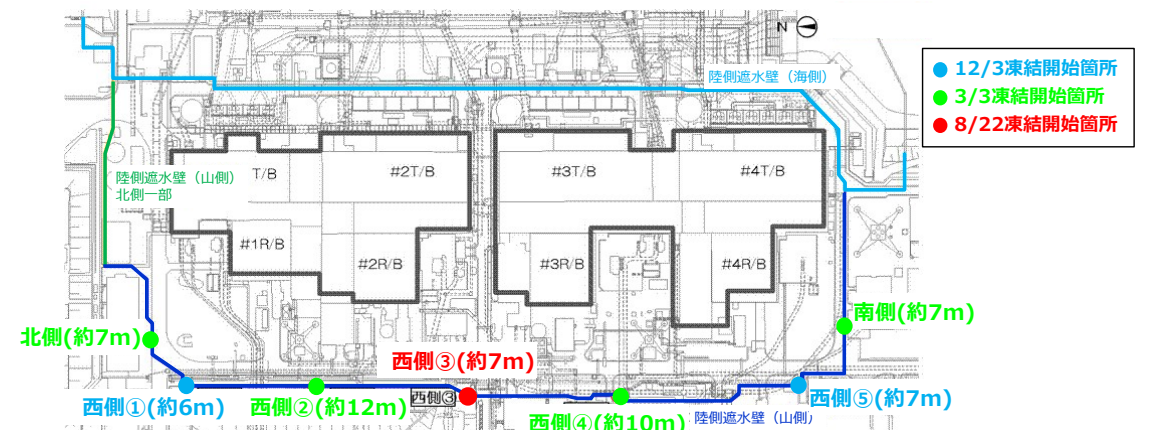 N
陸側遮水壁（海側）
● 12/3凍結開始箇所
● 3/3凍結開始箇所
● 8/22凍結開始箇所
陸側遮水壁（山側）
北側一部
T/B
#2T/B
#3T/B
#4T/B
#1R/B
#2R/B
#3R/B
#4R/B
北側(約7m)
南側(約7m)
西側③(約7m)
西側③
西側①(約6m)
西側②(約12m)
西側④(約10m)
陸側遮水壁（山側）
西側⑤(約7m)